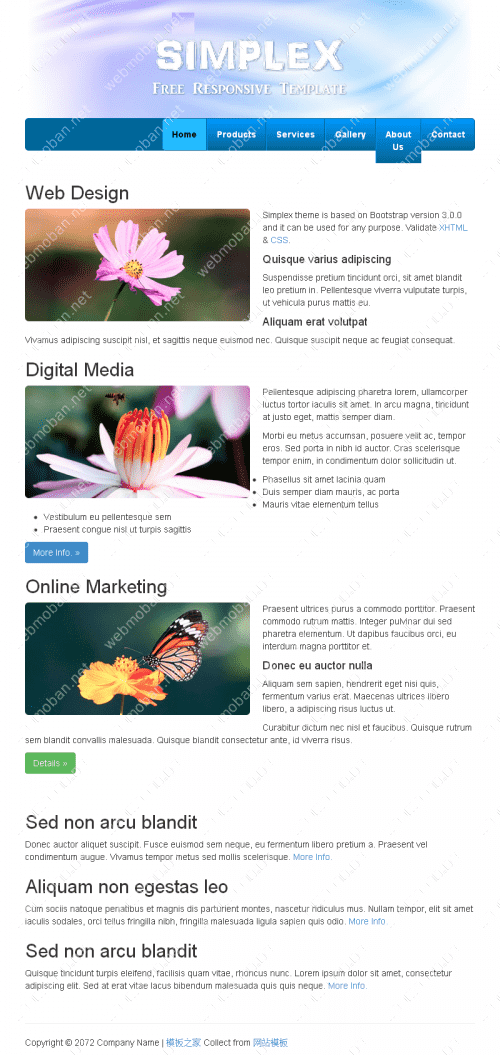 SIMPLEX
Free Responsive Template
Home Products Services Gallery About Us Contact
Web Design
Simplex theme is based on Bootstrap version 3.0.0
and it can be used for any purpose. Validate XHTML
& CSS.
Quisque varius adipiscing
Suspendisse pretium tincidunt orci, sit amet blandit
leo pretium in. Pellentesque viverra vulputate turpis,
ut vehicula purus mattis eu.
Aliquam erat volutpat
Vivamus adipiscing suscipit nisl, et sagittis neque euismod nec. Quisque suscipit neque ac feugiat consequat.
Digital Media
Pellentesque adipiscing pharetra lorem, ullamcorper
luctus tortor iaculis sit amet. In arcu magna, tincidunt
at justo eget, mattis semper diam.
Morbi eu metus accumsan, posuere velit ac, tempor
eros. Sed porta in nibh id auctor. Cras scelerisque
tempor enim, in condimentum dolor sollicitudin ut.
Phasellus sit amet lacinia quam
Duis semper diam mauris, ac porta
Mauris vitae elementum tellus
Vestibulum eu pellentesque sem
Praesent congue nisl ut turpis sagittis
More Info. »
Online Marketing
Praesent ultrices purus a commodo porttitor. Praesent
commodo rutrum mattis. Integer pulvinar dui sed
pharetra elementum. Ut dapibus faucibus orci, eu
interdum magna porttitor et.
Donec eu auctor nulla
Aliquam sem sapien, hendrerit eget nisi quis,
fermentum varius erat. Maecenas ultrices libero
libero, a adipiscing risus luctus ut.
Curabitur dictum nec nisl et faucibus. Quisque rutrum
sem blandit convallis malesuada. Quisque blandit consectetur ante, id viverra risus.
Details »
Sed non arcu blandit
Donec auctor aliquet suscipit. Fusce euismod sem neque, eu fermentum libero pretium a. Praesent vel
condimentum augue. Vivamus tempor metus sed mollis scelerisque. More Info.
Aliquam non egestas leo
Cum sociis natoque penatibus et magnis dis parturient montes, nascetur ridiculus mus. Nullam tempor, elit sit amet
iaculis sodales, orci tellus fringilla nibh, fringilla malesuada ligula sapien quis odio. More Info.
Sed non arcu blandit
Quisque tincidunt turpis eleifend, facilisis quam vitae, rhoncus nunc. Lorem ipsum dolor sit amet, consectetur
adipiscing elit. Sed at erat vitae lacus bibendum malesuada quis quis neque. More Info.
Copyright © 2072 Company Name | 模板之家 Collect from 网站模板
webmoban.net
webmoban.net
webmoban.net
webmoban.net
webmoban.net
webmoban.net